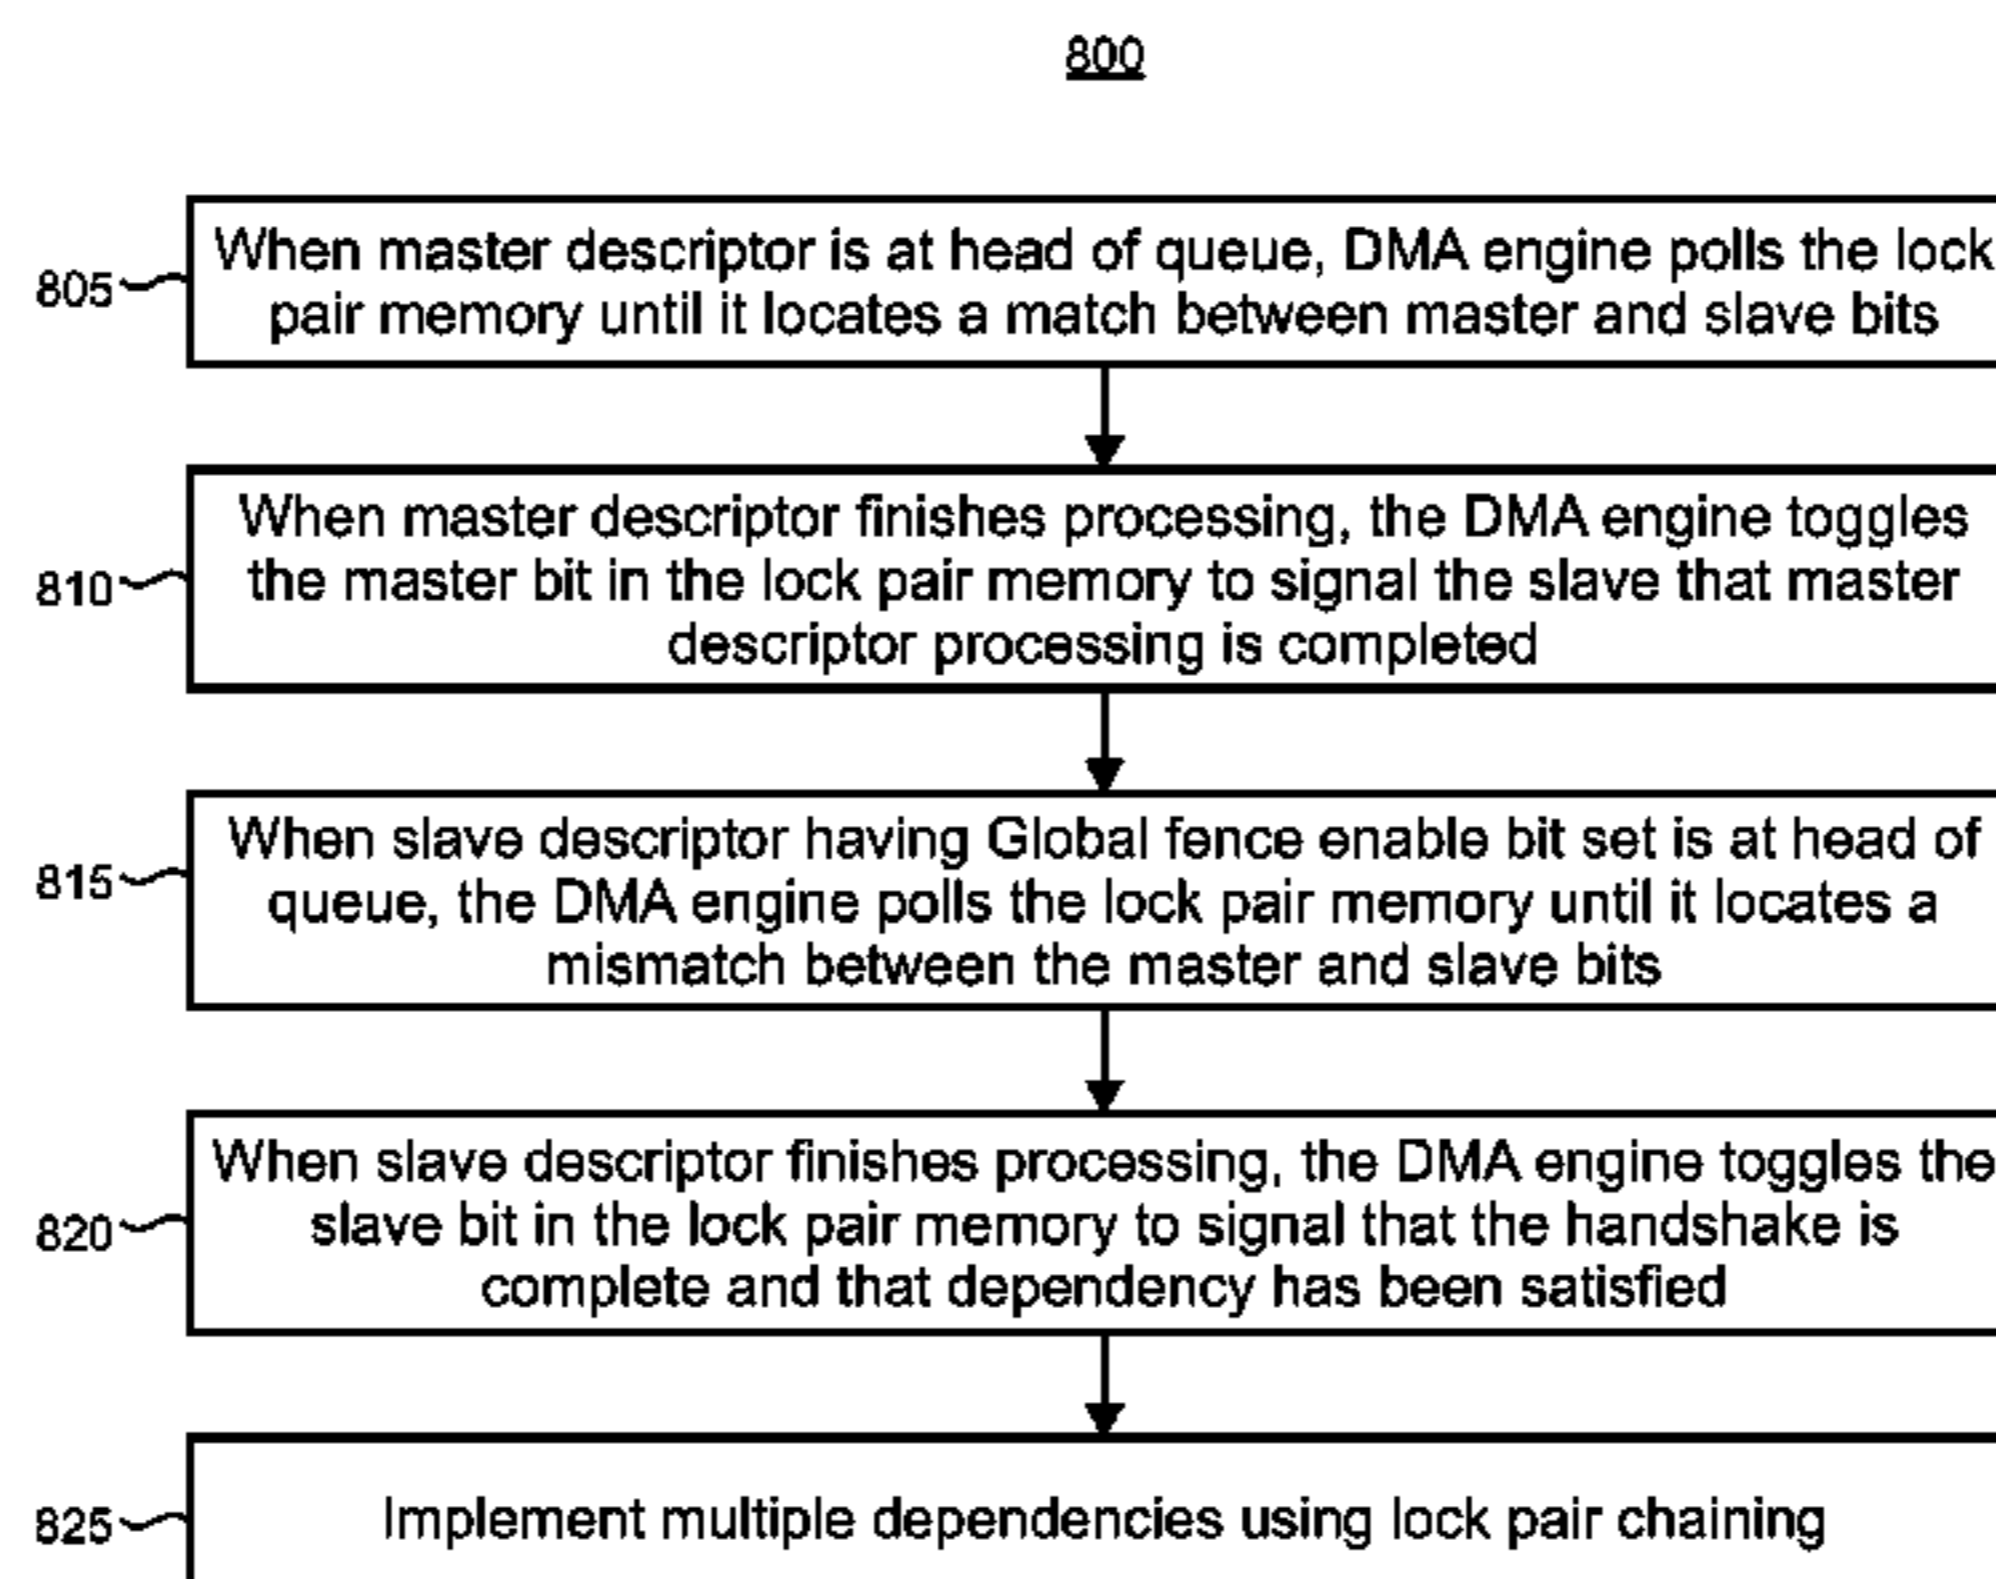 800
805
When master descriptor is at head of queue, DMA engine polls the lock
pair memory until it locates a match between master and slave bits
810
When master descriptor finishes processing, the DMA engine toggles
the master bit in the lock pair memory to signal the slave that master
descriptor processing is completed
815
When slave descriptor having Global fence enable bit set is at head of
queue, the DMA engine polls the lock pair memory until it locates a
mismatch between the master and slave bits
820
When slave descriptor finishes processing, the DMA engine toggles the
slave bit in the lock pair memory to signal that the handshake is
complete and that dependency has been satisfied
825
Implement multiple dependencies using lock pair chaining